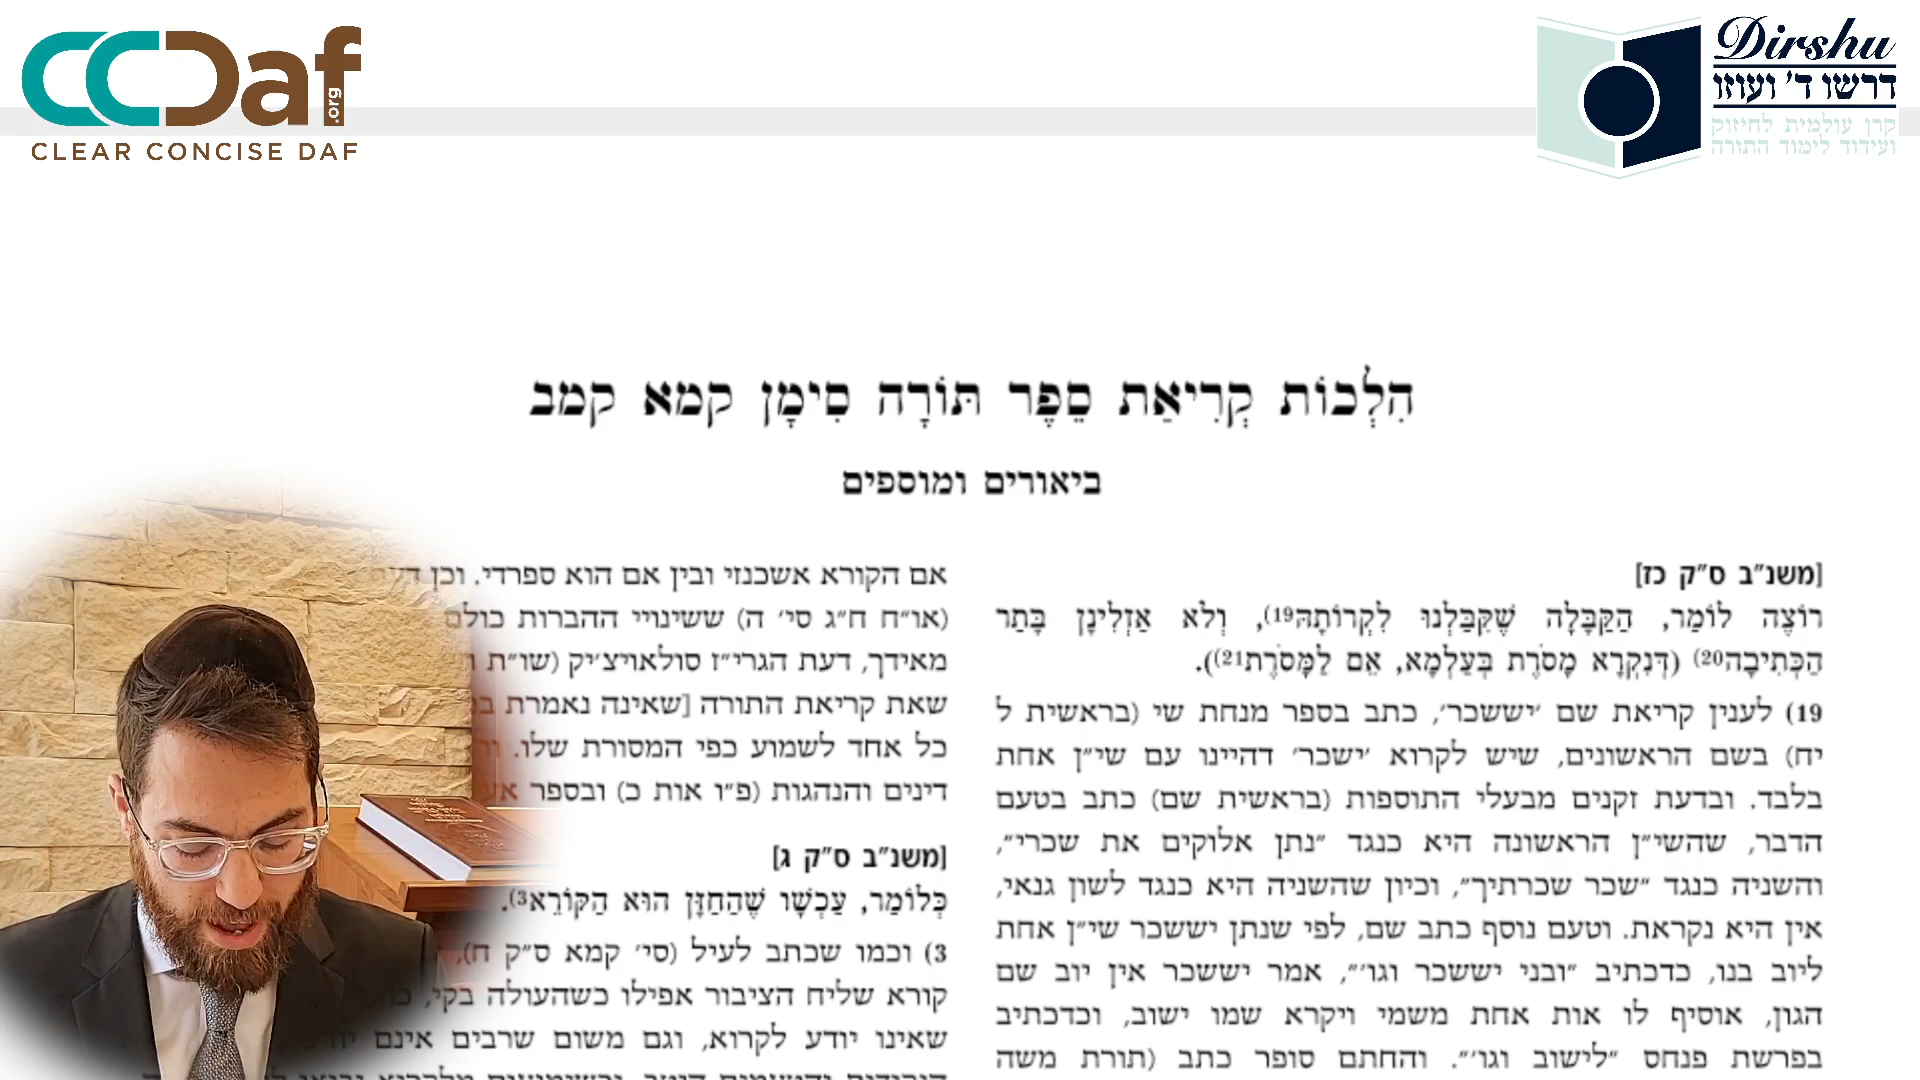 CCDaf.org
CLEAR CONCISE DAF
Dirshu
דרשו ד' ועוזו
קרן עולמית לחיזוק
ועידוד לימוד התורה
הִלְכוֹת קְרִיאַת סֵפֶר תּוֹרָה סִימָן קמא קמב
ביאורים ומוספים
[משנ״ב ס״ק כז]
רוֹצֶה לוֹמַר, הַקַּבָּלָה שֶׁקִּבַּלְנוּ לִקְרוֹתָהּ19), וְלֹא אַזְלִינָן בָּתַר
הַכְּתִיבָה20) (דְּנִקְרָא מָסֹרֶת בְּעַלְמָא, אֵם לַמָּסֹרֶת21)).
19) לענין קריאת שם ׳יששכר׳, כתב בספר מנחת שי (בראשית ל
יח) בשם הראשונים, שיש לקרוא ׳ישכר׳ דהיינו עם שי״ן אחת
בלבד. ובדעת זקנים מבעלי התוספות (בראשית שם) כתב בטעם
הדבר, שהשי״ן הראשונה היא כנגד ״נתן אלוקים את שכרי״,
והשניה כנגד ״שכר שכרתיך״, וכיון שהשניה היא כנגד לשון גנאי,
אין היא נקראת. וטעם נוסף כתב שם, לפי שנתן יששכר שי״ן אחת
ליוב בנו, כדכתיב ״ובני יששכר וגו׳״, אמר יששכר אין יוב שם
הגון, אוסיף לו אות אחת משמי ויקרא שמו ישוב, וכדכתיב
בפרשת פנחס ״לישוב וגו׳״. והחתם סופר כתב (תורת משה
אם הקורא אשכנזי ובין אם הוא ספרדי. וכן
(או״ח ח״ג סי׳ ה) ששינויי ההברות כולם
מאידך, דעת הגרי״ז סולאויצ׳יק (שו״ת
שאת קריאת התורה [שאינה נאמרת
כל אחד לשמוע כפי המסורת שלו.
דינים והנהגות (פ״ו אות כ) ובספר
[משנ״ב ס״ק ג]
כְּלוֹמַר, עַכְשָׁו שֶׁהַחַזָּן הוּא הַקּוֹרֵא3).
3) וכמו שכתב לעיל (סי׳ קמא ס״ק ח),
קורא שליח הציבור אפילו כשהעולה בקי,
שאינו יודע לקרוא, וגם משום שרבים אינם